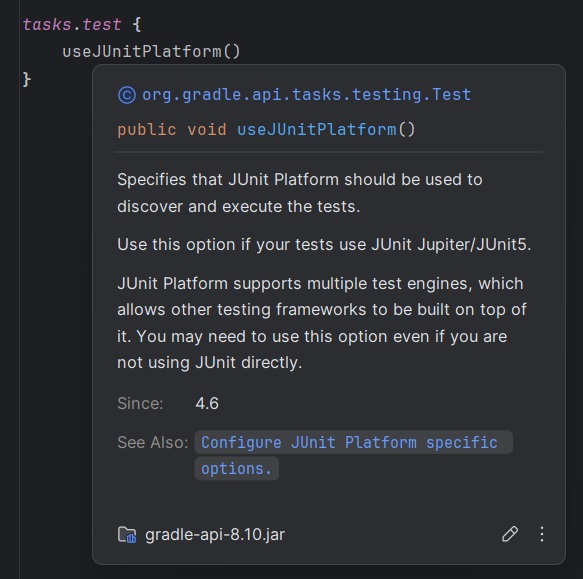 tasks.test {
    useJUnitPlatform()
}
© org.gradle.api.tasks.testing.Test
public void useJUnitPlatform()
Specifies that JUnit Platform should be used to
discover and execute the tests.
Use this option if your tests use JUnit Jupiter/JUnit5.
JUnit Platform supports multiple test engines, which
allows other testing frameworks to be built on top of
it. You may need to use this option even if you are
not using JUnit directly.
Since: 4.6
See Also: Configure JUnit Platform specific
options.
gradle-api-8.10.jar